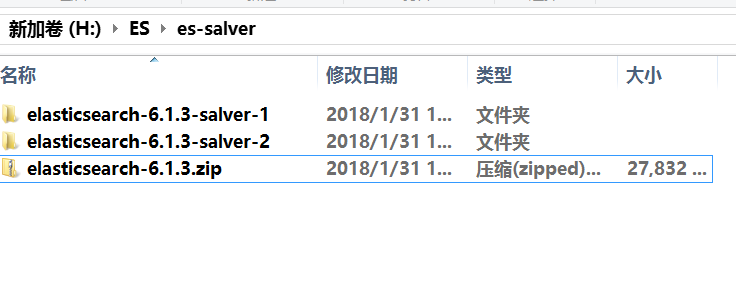 新加卷 (H:) ES es-salver
名称 修改日期 类型 大小
elasticsearch-6.1.3-salver-1 2018/1/31 1... 文件夹
elasticsearch-6.1.3-salver-2 2018/1/31 1... 文件夹
elasticsearch-6.1.3.zip 2018/1/31 1... 压缩(zipped)... 27,832 ...